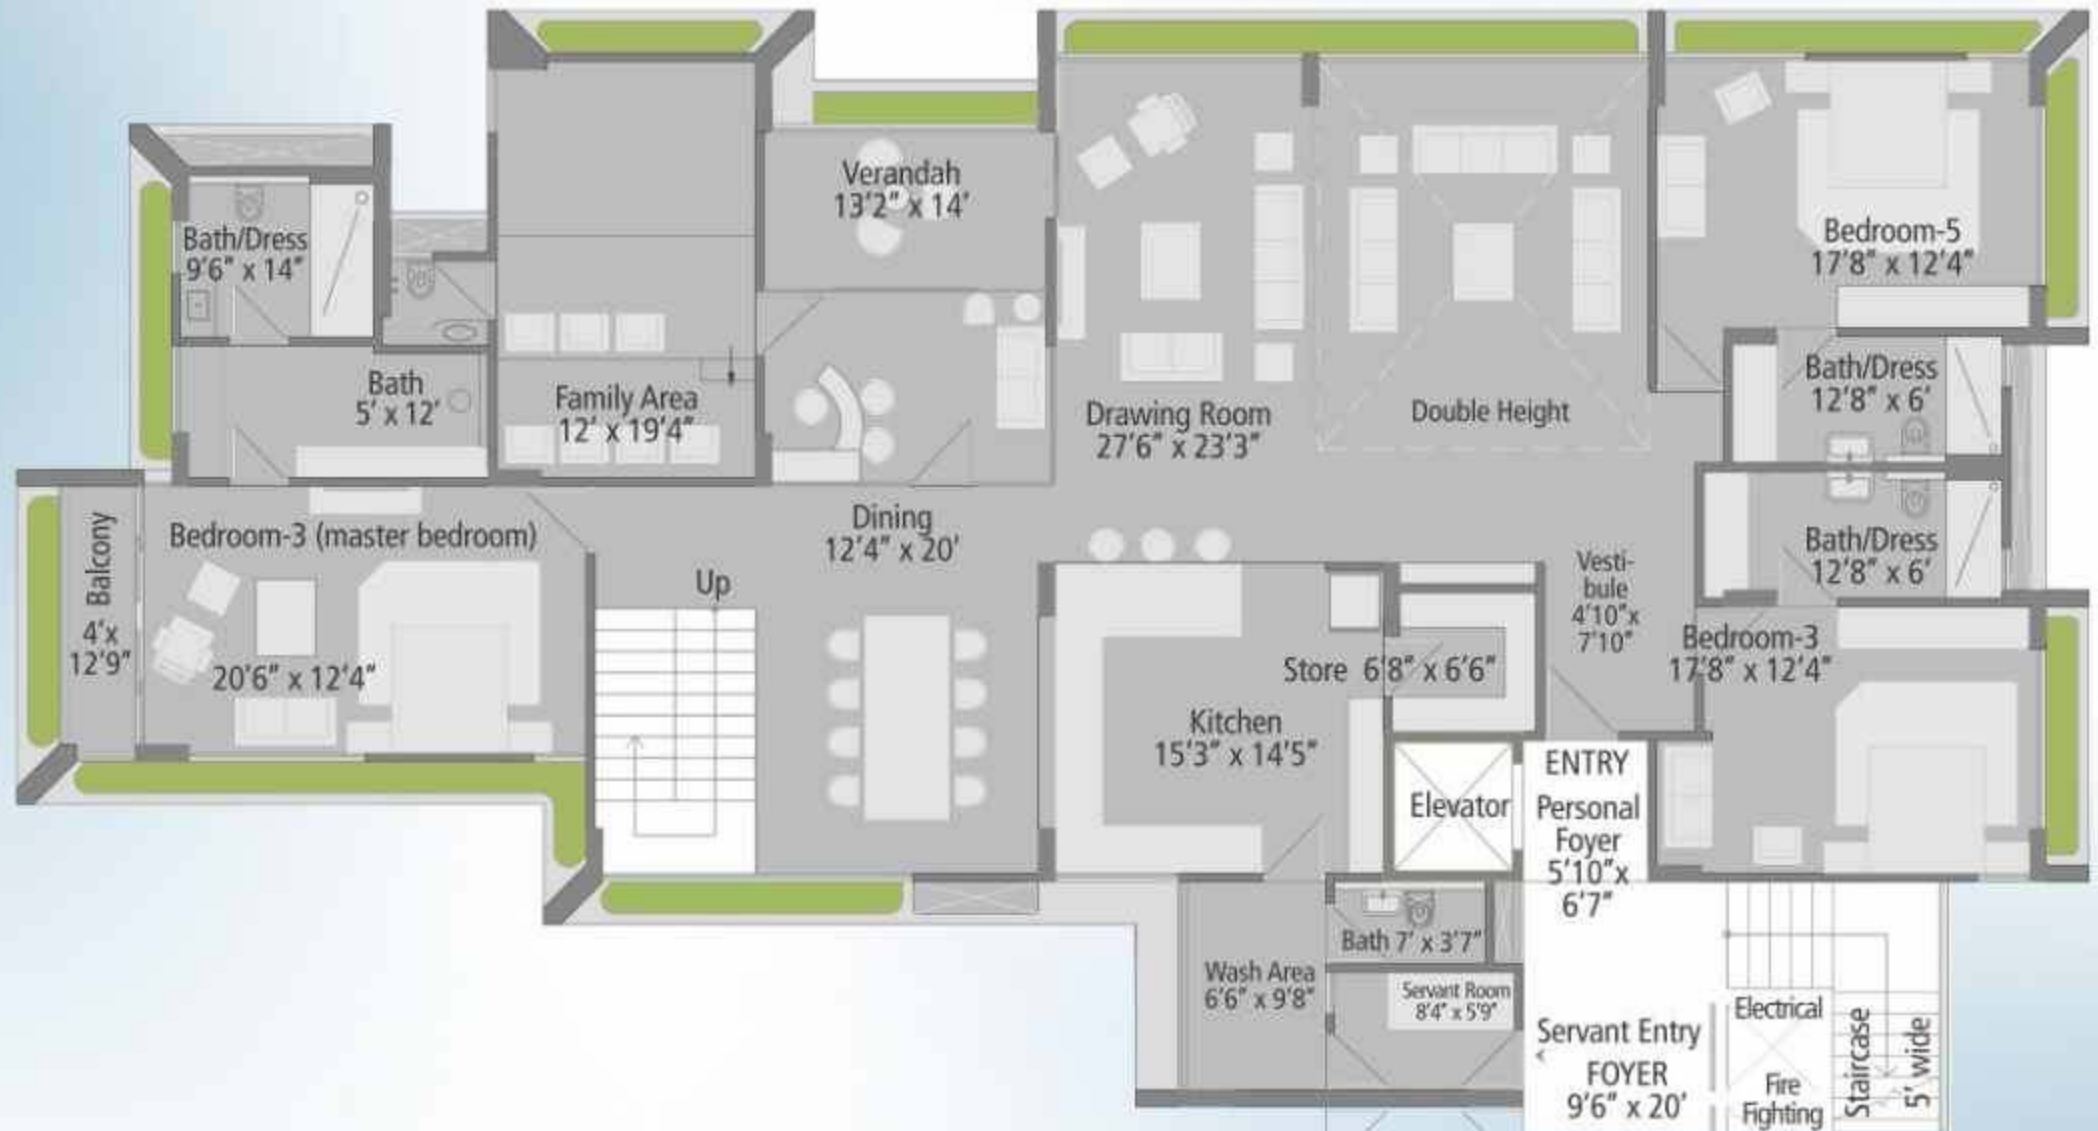 Verandah
13'2" x 14'
Bath/Dress
9'6" x 14"
Bath
5' x 12'
Family Area
12' x 19'4"
Drawing Room
27'6" x 23'3"
Double Height
Bedroom-5
17'8" x 12'4"
Bath/Dress
12'8" x 6'
Bath/Dress
12'8" x 6'
Balcony
4'x
12'9"
Bedroom-3 (master bedroom)
20'6" x 12'4"
Up
Dining
12'4" x 20'
Vesti-
bule
4'10"x
7'10"
Bedroom-3
17'8" x 12'4"
Store 6'8" x 6'6"
Kitchen
15'3" x 14'5"
Elevator
ENTRY
Personal
Foyer
5'10"x
6'7"
Bath 7' x 3'7"
Wash Area
6'6" x 9'8"
Servant Room
8'4" x 5'9"
Servant Entry
FOYER
9'6" x 20'
Electrical
Fire
Fighting
Staircase
5' wide